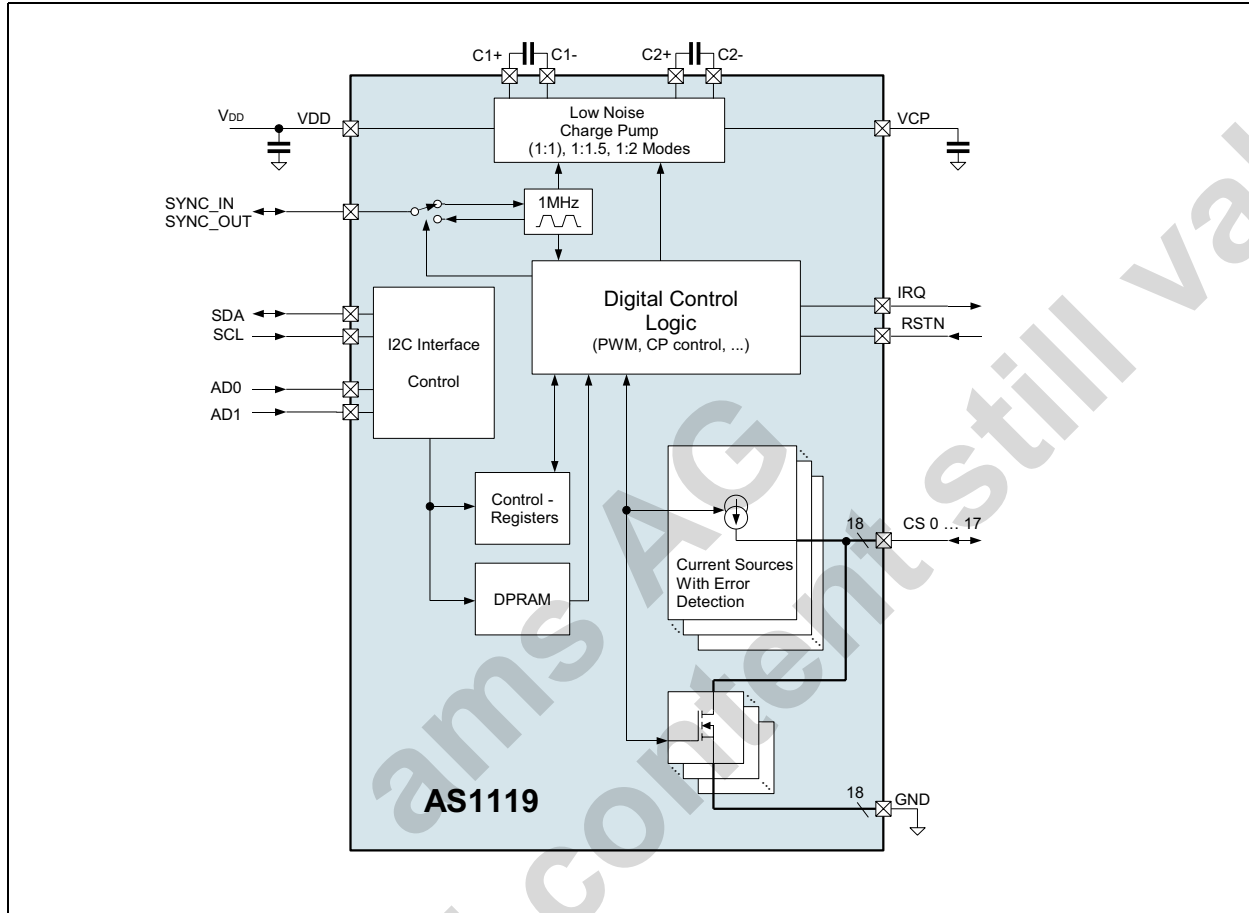 C1+ C1- C2+ C2-
Low Noise
Charge Pump
(1:1), 1:1.5, 1:2 Modes
VDD VDD
VCP
SYNC_IN
SYNC_OUT
1MHz
Digital Control
Logic
(PWM, CP control, ...)
IRQ
RSTN
SDA
SCL
AD0
AD1
I2C Interface
Control
Control -
Registers
DPRAM
Current Sources
With Error
Detection
18 CS 0 ... 17
18 GND
AS1119
ams AG
content still val